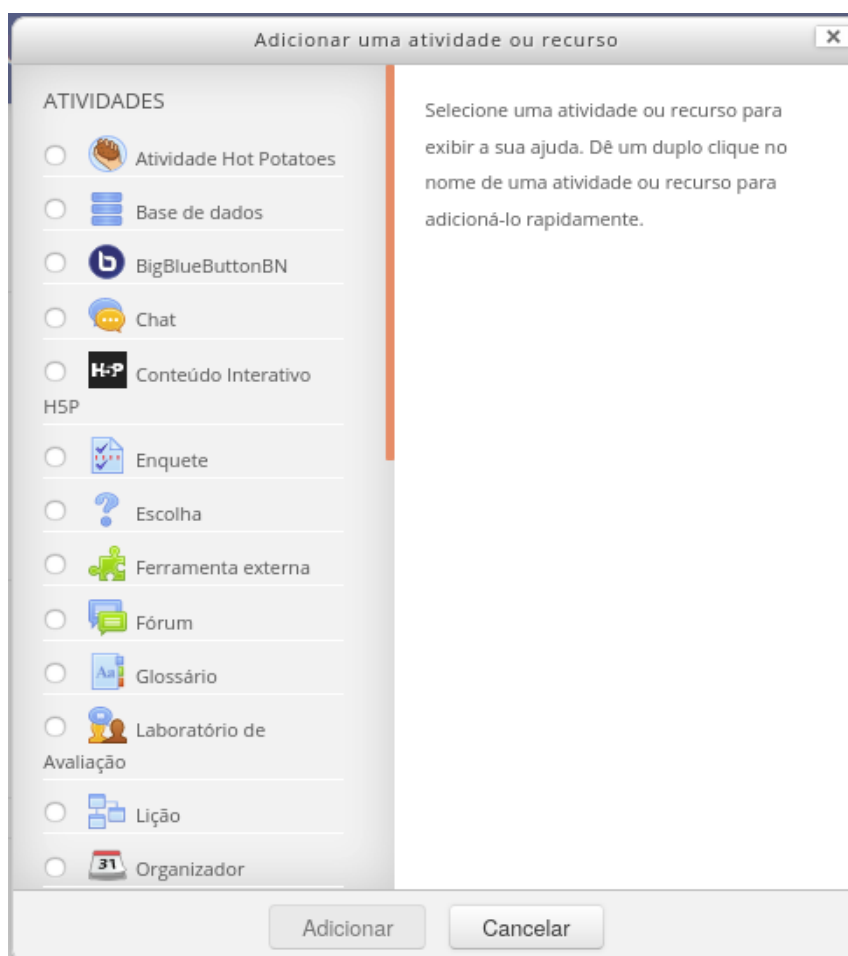 Adicionar uma atividade ou recurso
ATIVIDADES
Atividade Hot Potatoes
Base de dados
BigBlueButtonBN
Chat
H-P Conteúdo Interativo
H5P
Enquete
Escolha
Ferramenta externa
Fórum
Aa Glossário
Laboratório de
Avaliação
Lição
31 Organizador
Selecione uma atividade ou recurso para
exibir a sua ajuda. Dê um duplo clique no
nome de uma atividade ou recurso para
adicioná-lo rapidamente.
Adicionar
Cancelar